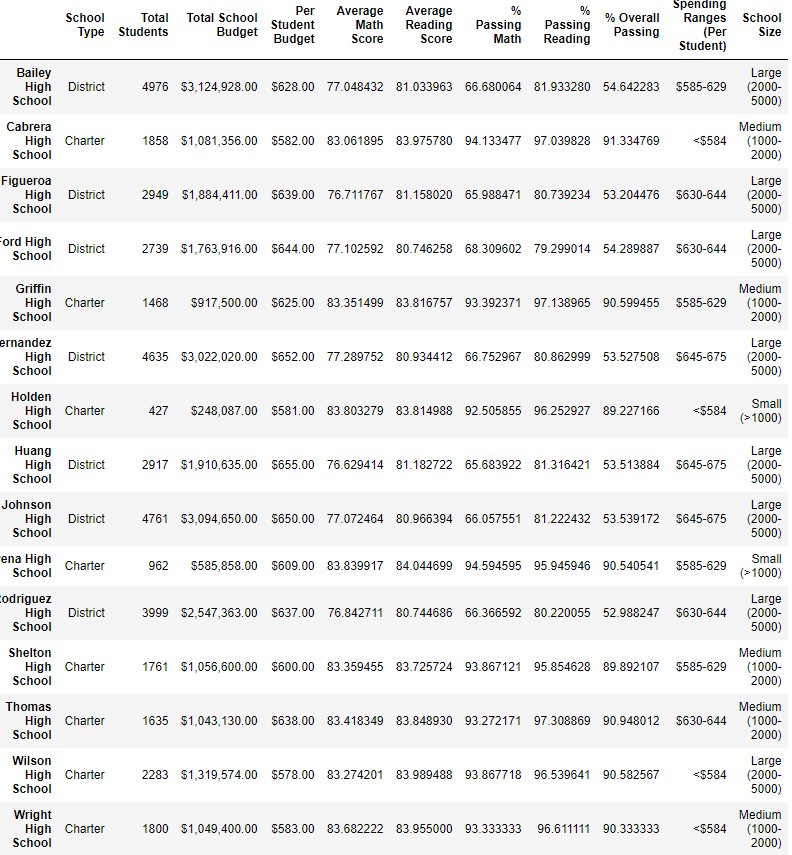 School Type Total Students Total School Budget Per Student Budget Average Math Score Average Reading Score % Passing Math % Passing Reading % Overall Passing Spending Ranges (Per Student) School Size
Bailey High School District 4976 $3,124,928.00 $628.00 77.048432 81.033963 66.680064 81.933280 54.642283 $585-629 Large (2000-5000)
Cabrera High School Charter 1858 $1,081,356.00 $582.00 83.061895 83.975780 94.133477 97.039828 91.334769 <$584 Medium (1000-2000)
Figueroa High School District 2949 $1,884,411.00 $639.00 76.711767 81.158020 65.988471 80.739234 53.204476 $630-644 Large (2000-5000)
Ford High School District 2739 $1,763,916.00 $644.00 77.102592 80.746258 68.309602 79.299014 54.289887 $630-644 Large (2000-5000)
Griffin High School Charter 1468 $917,500.00 $625.00 83.351499 83.816757 93.392371 97.138965 90.599455 $585-629 Medium (1000-2000)
ernandez High School District 4635 $3,022,020.00 $652.00 77.289752 80.934412 66.752967 80.862999 53.527508 $645-675 Large (2000-5000)
Holden High School Charter 427 $248,087.00 $581.00 83.803279 83.814988 92.505855 96.252927 89.227166 <$584 Small (>1000)
Huang High School District 2917 $1,910,635.00 $655.00 76.629414 81.182722 65.683922 81.316421 53.513884 $645-675 Large (2000-5000)
Johnson High School District 4761 $3,094,650.00 $650.00 77.072464 80.966394 66.057551 81.222432 53.539172 $645-675 Large (2000-5000)
ena High School Charter 962 $585,858.00 $609.00 83.839917 84.044699 94.594595 95.945946 90.540541 $585-629 Small (>1000)
Rodriguez High School District 3999 $2,547,363.00 $637.00 76.842711 80.744686 66.366592 80.220055 52.988247 $630-644 Large (2000-5000)
Shelton High School Charter 1761 $1,056,600.00 $600.00 83.359455 83.725724 93.867121 95.854628 89.892107 $585-629 Medium (1000-2000)
Thomas High School Charter 1635 $1,043,130.00 $638.00 83.418349 83.848930 93.272171 97.308869 90.948012 $630-644 Medium (1000-2000)
Wilson High School Charter 2283 $1,319,574.00 $578.00 83.274201 83.989488 93.867718 96.539641 90.582567 <$584 Large (2000-5000)
Wright High School Charter 1800 $1,049,400.00 $583.00 83.682222 83.955000 93.333333 96.611111 90.333333 <$584 Medium (1000-2000)